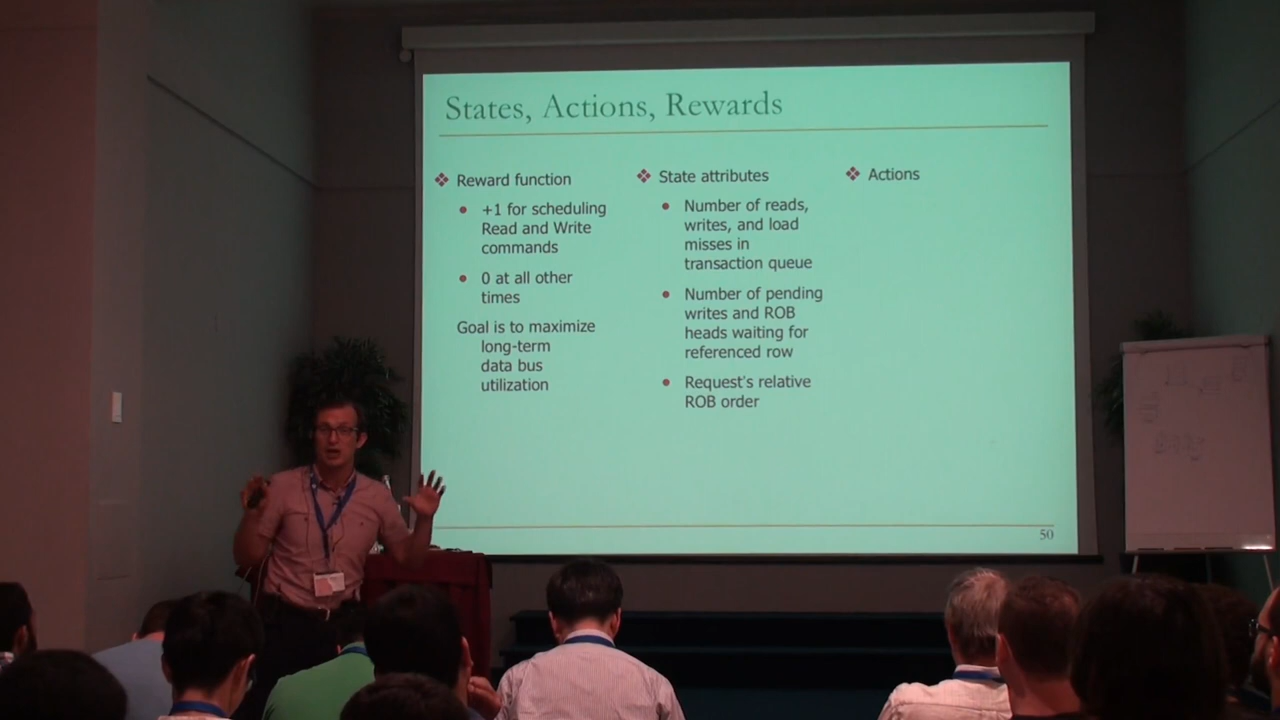 States, Actions, Rewards
❖ Reward function
• +1 for scheduling
Read and Write
commands
• 0 at all other
times
Goal is to maximize
long-term
data bus
utilization
❖ State attributes
• Number of reads,
writes, and load
misses in
transaction queue
• Number of pending
writes and ROB
heads waiting for
referenced row
• Request's relative
ROB order
❖ Actions
50